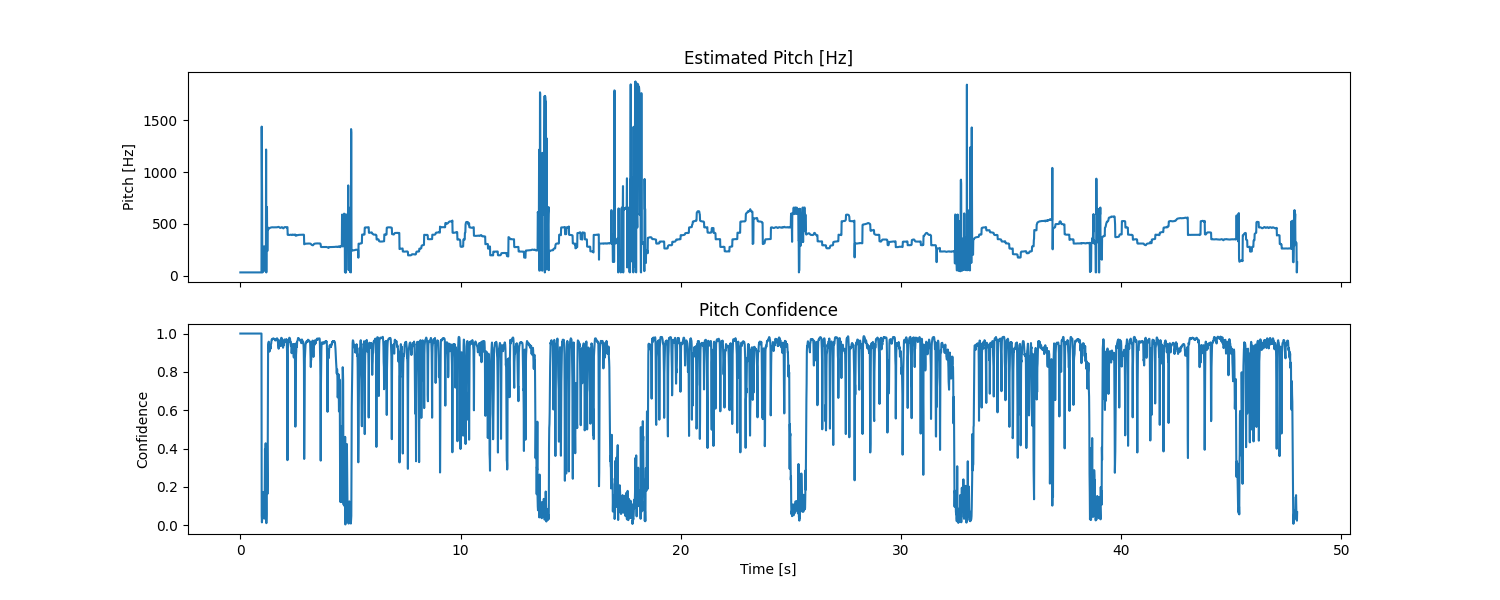 Estimated Pitch [Hz]
1500
1000
500
0
Pitch [Hz]
Pitch Confidence
1.0
0.8
0.6
0.4
0.2
0.0
Confidence
0 10 20 30 40 50
Time [s]